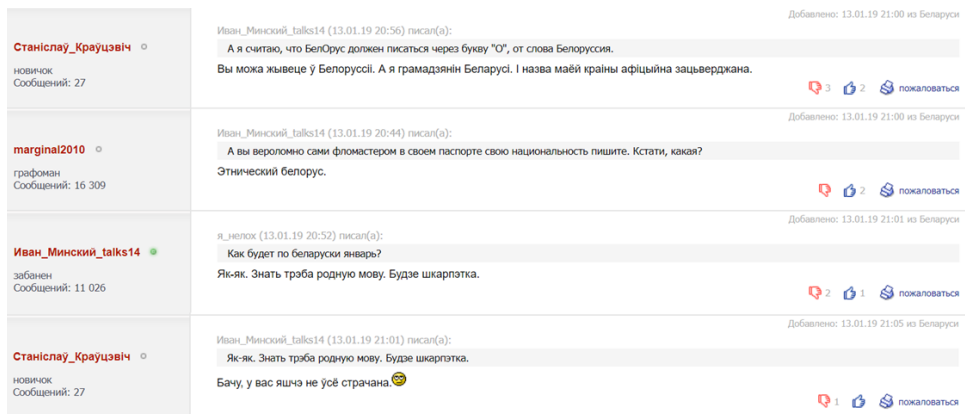 Добавлено: 13.01.19 21:00 из Беларуси
Станіслаў_Краўцэвіч
новичок
Сообщений: 27
Иван_Минский_talks14 (13.01.19 20:56) писал(а):
А я считаю, что БелОрус должен писаться через букву "О", от слова Белоруссия.
Вы можа жывеце ў Белоруссіі. А я грамадзянін Беларусі. І назва маёй краіны афіцыйна зацьверджана.
3 2 пожаловаться
Добавлено: 13.01.19 21:00 из Беларуси
marginal2010
графоман
Сообщений: 16 309
Иван_Минский_talks14 (13.01.19 20:44) писал(а):
А вы вероломно сами фломастером в своем паспорте свою национальность пишите. Кстати, какая?
Этнический белорус.
2 пожаловаться
Добавлено: 13.01.19 21:01 из Беларуси
Иван_Минский_talks14
забанен
Сообщений: 11 026
я_нелох (13.01.19 20:52) писал(а):
Как будет по беларуски январь?
Як-як. Знать трэба родную мову. Будзе шкарпэтка.
2 1 пожаловаться
Добавлено: 13.01.19 21:05 из Беларуси
Станіслаў_Краўцэвіч
новичок
Сообщений: 27
Иван_Минский_talks14 (13.01.19 21:01) писал(а):
Як-як. Знать трэба родную мову. Будзе шкарпэтка.
Бачу, у вас яшчэ не ўсё страчана.
1 пожаловаться